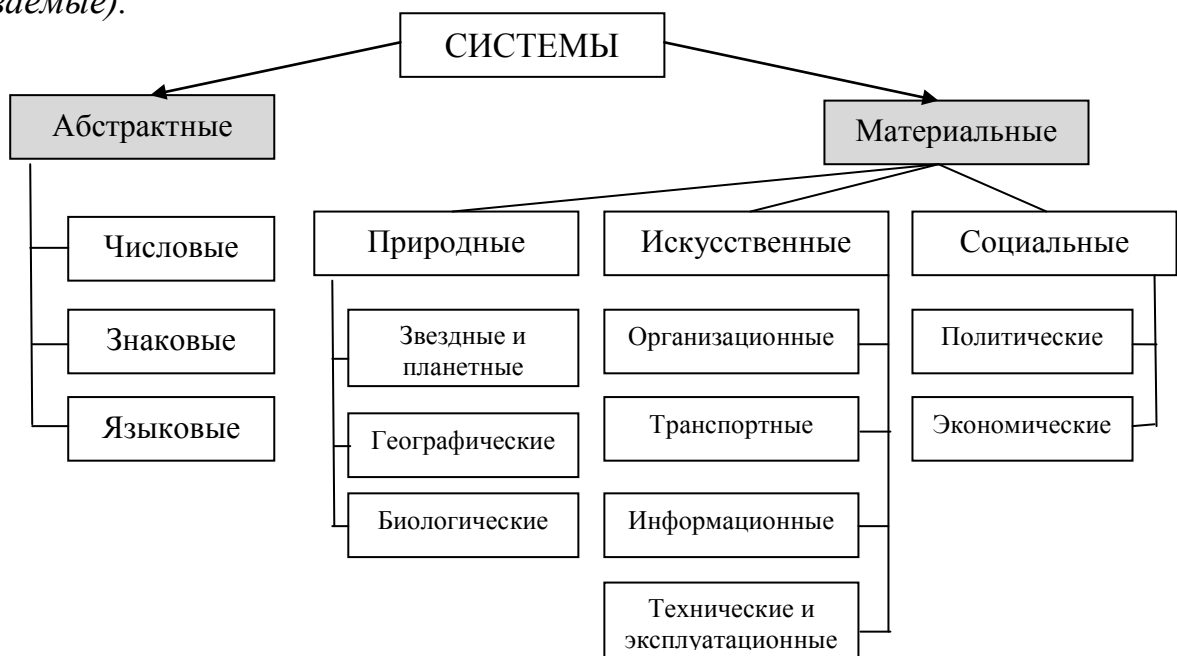 ваемые).
СИСТЕМЫ
Абстрактные
Материальные
Числовые
Знаковые
Языковые
Природные
Звездные и
планетные
Географические
Биологические
Искусственные
Организационные
Транспортные
Информационные
Технические и
эксплуатационные
Социальные
Политические
Экономические